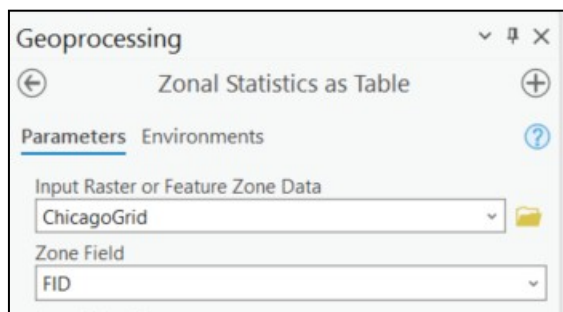 Geoprocessing
Zonal Statistics as Table
Parameters Environments
Input Raster or Feature Zone Data
ChicagoGrid
Zone Field
FID